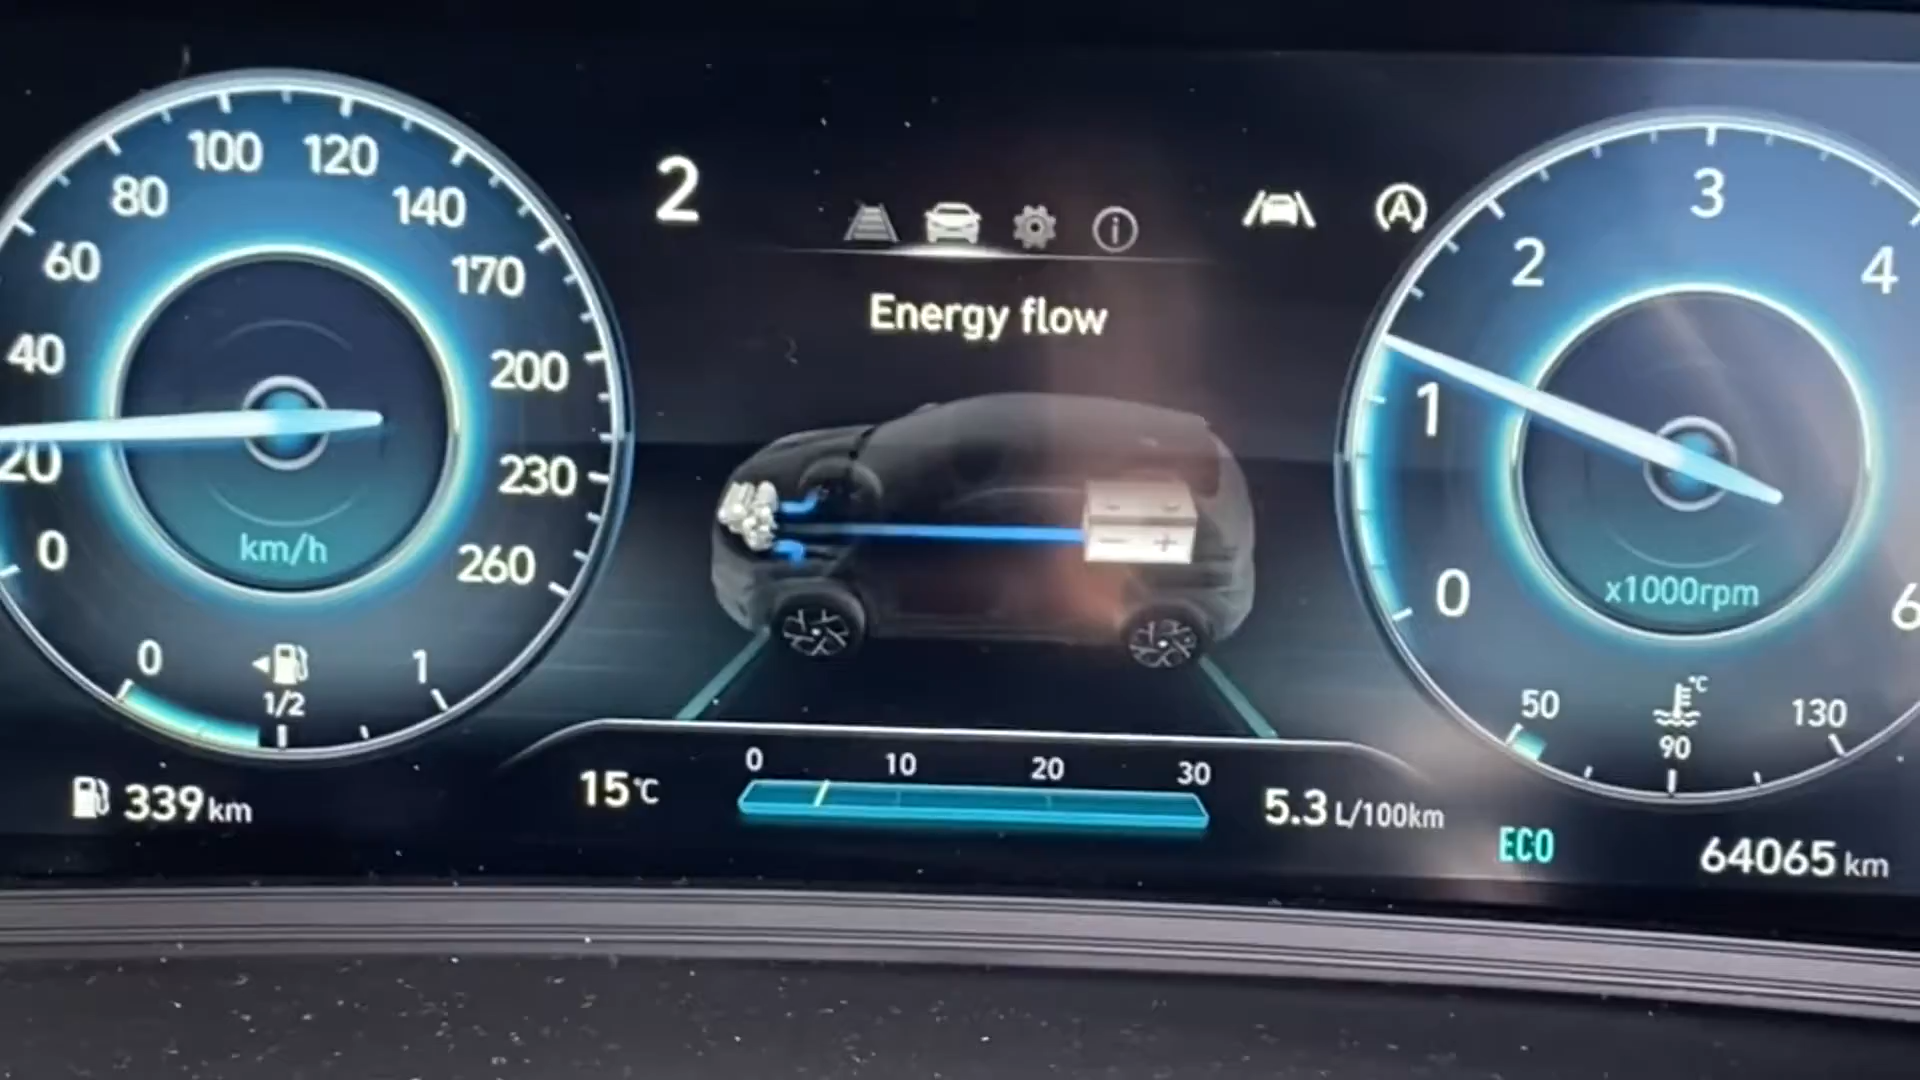 0
20
40
60
80
100
120
140
170
200
230
260
km/h
0
1/2
1
339 km
2
A
i
Energy flow
- +
15°C
0 10 20 30
5.3 L/100km
0
1
2
3
4
6
x1000rpm
50
°C
90
130
ECO
64065 km